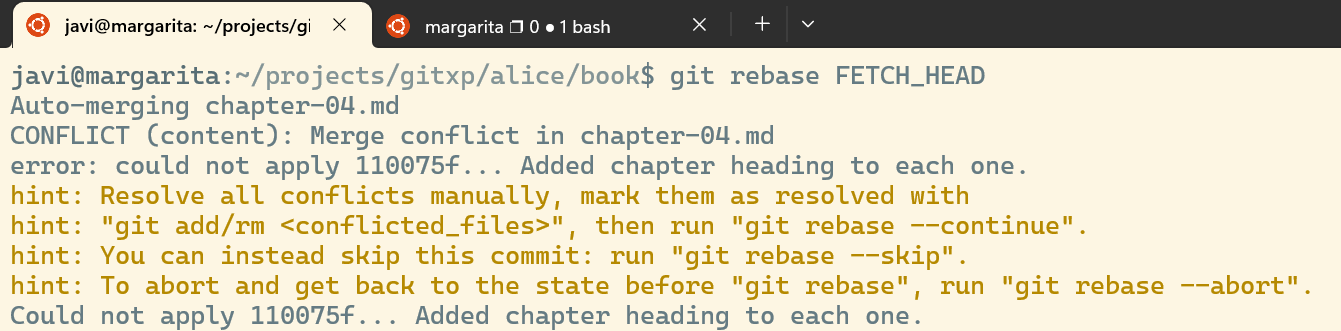 javi@margarita: ~/projects/gi
margarita 0 ● 1 bash
javi@margarita:~/projects/gitxp/alice/book$ git rebase FETCH_HEAD
Auto-merging chapter-04.md
CONFLICT (content): Merge conflict in chapter-04.md
error: could not apply 110075f... Added chapter heading to each one.
hint: Resolve all conflicts manually, mark them as resolved with
hint: "git add/rm <conflicted_files>", then run "git rebase --continue".
hint: You can instead skip this commit: run "git rebase --skip".
hint: To abort and get back to the state before "git rebase", run "git rebase --abort".
Could not apply 110075f... Added chapter heading to each one.